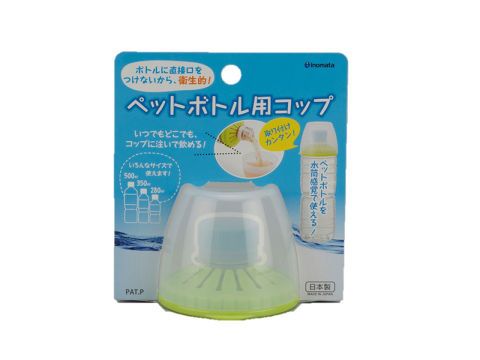 ボトルに直接口を
つけないから、衛生的!
inomata
ペットボトル用コップ
いつでもどこでも、
コップに注いで飲める!
取り付け
カンタン!
いろんなサイズで
使えます!
500ml
350ml
280ml
ペットボトルを
水筒感覚で使える!
PAT.P
日本製
MADE IN JAPAN